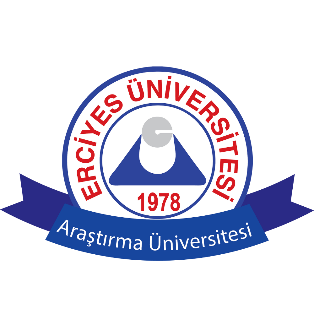 ERCİYES ÜNİVERSİTESİ
1978
Araştırma Üniversitesi